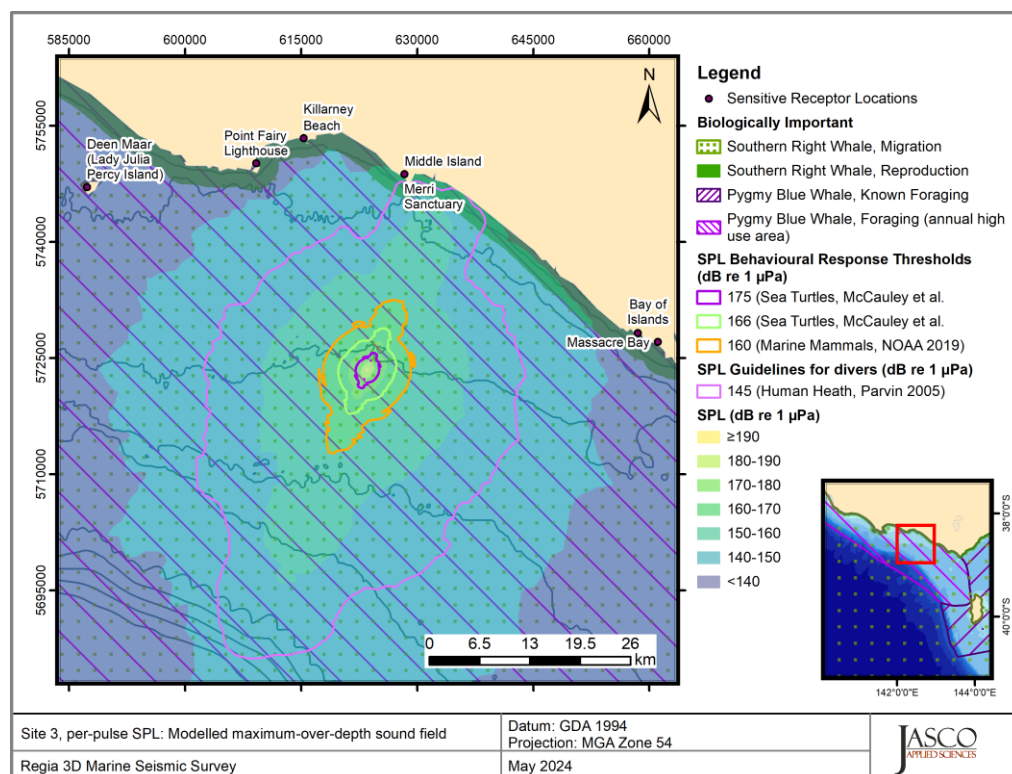 585000 600000 615000 630000 645000 660000
5755000
5740000
5725000
5710000
5695000
N
Killarney
Beach
Point Fairy
Lighthouse
Deen Maar
(Lady Julia
Percy Island)
Middle Island
Merri
Sanctuary
Bay of
Islands
Massacre Bay
0 6.5 13 19.5 26
km
Legend
Sensitive Receptor Locations
Biologically Important
Southern Right Whale, Migration
Southern Right Whale, Reproduction
Pygmy Blue Whale, Known Foraging
Pygmy Blue Whale, Foraging (annual high
use area)
SPL Behavioural Response Thresholds
(dB re 1 µPa)
175 (Sea Turtles, McCauley et al.
166 (Sea Turtles, McCauley et al.
160 (Marine Mammals, NOAA 2019)
SPL Guidelines for divers (dB re 1 µPa)
145 (Human Heath, Parvin 2005)
SPL (dB re 1 µPa)
≥190
180-190
170-180
160-170
150-160
140-150
<140
38°0'0"S
40°0'0"S
142°0'0"E 144°0'0"E
Site 3, per-pulse SPL: Modelled maximum-over-depth sound field
Datum: GDA 1994
Projection: MGA Zone 54
Regia 3D Marine Seismic Survey
May 2024
JASCO
APPLIED SCIENCES